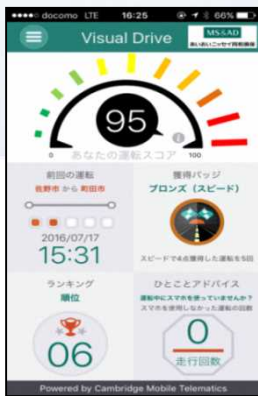 docomo LTE 16:25 66%
Visual Drive
MS&AD
あいおいニッセイ同和損保
95
0 あなたの運転スコア 100
前回の運転
佐野市 から 町田市
2016/07/17
15:31
獲得バッジ
ブロンズ（スピード）
スピードで4点獲得した運転を5回
ランキング
順位
06
ひとことアドバイス
運転中にスマホを使っていませんか？
スマホを使用しなかった運転の回数
0
走行回数
Powered by Cambridge Mobile Telematics